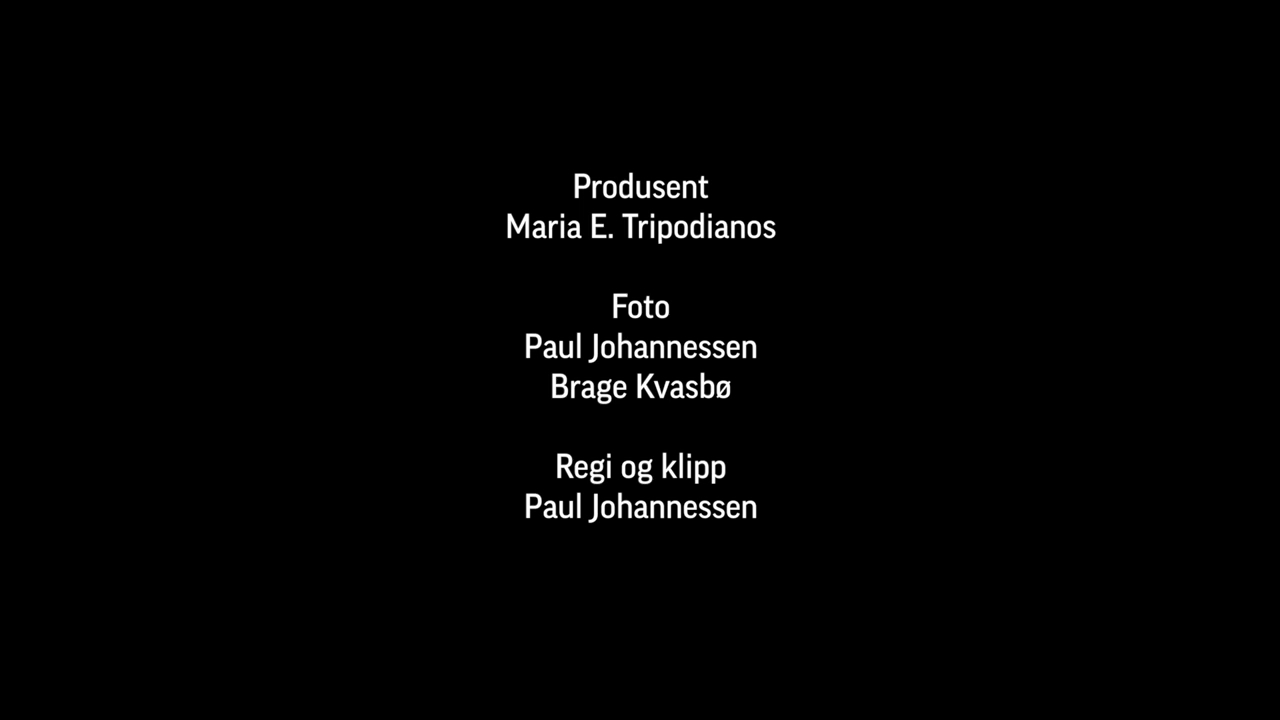 Produsent
Maria E. Tripodianos
Foto
Paul Johannessen
Brage Kvasbø
Regi og klipp
Paul Johannessen